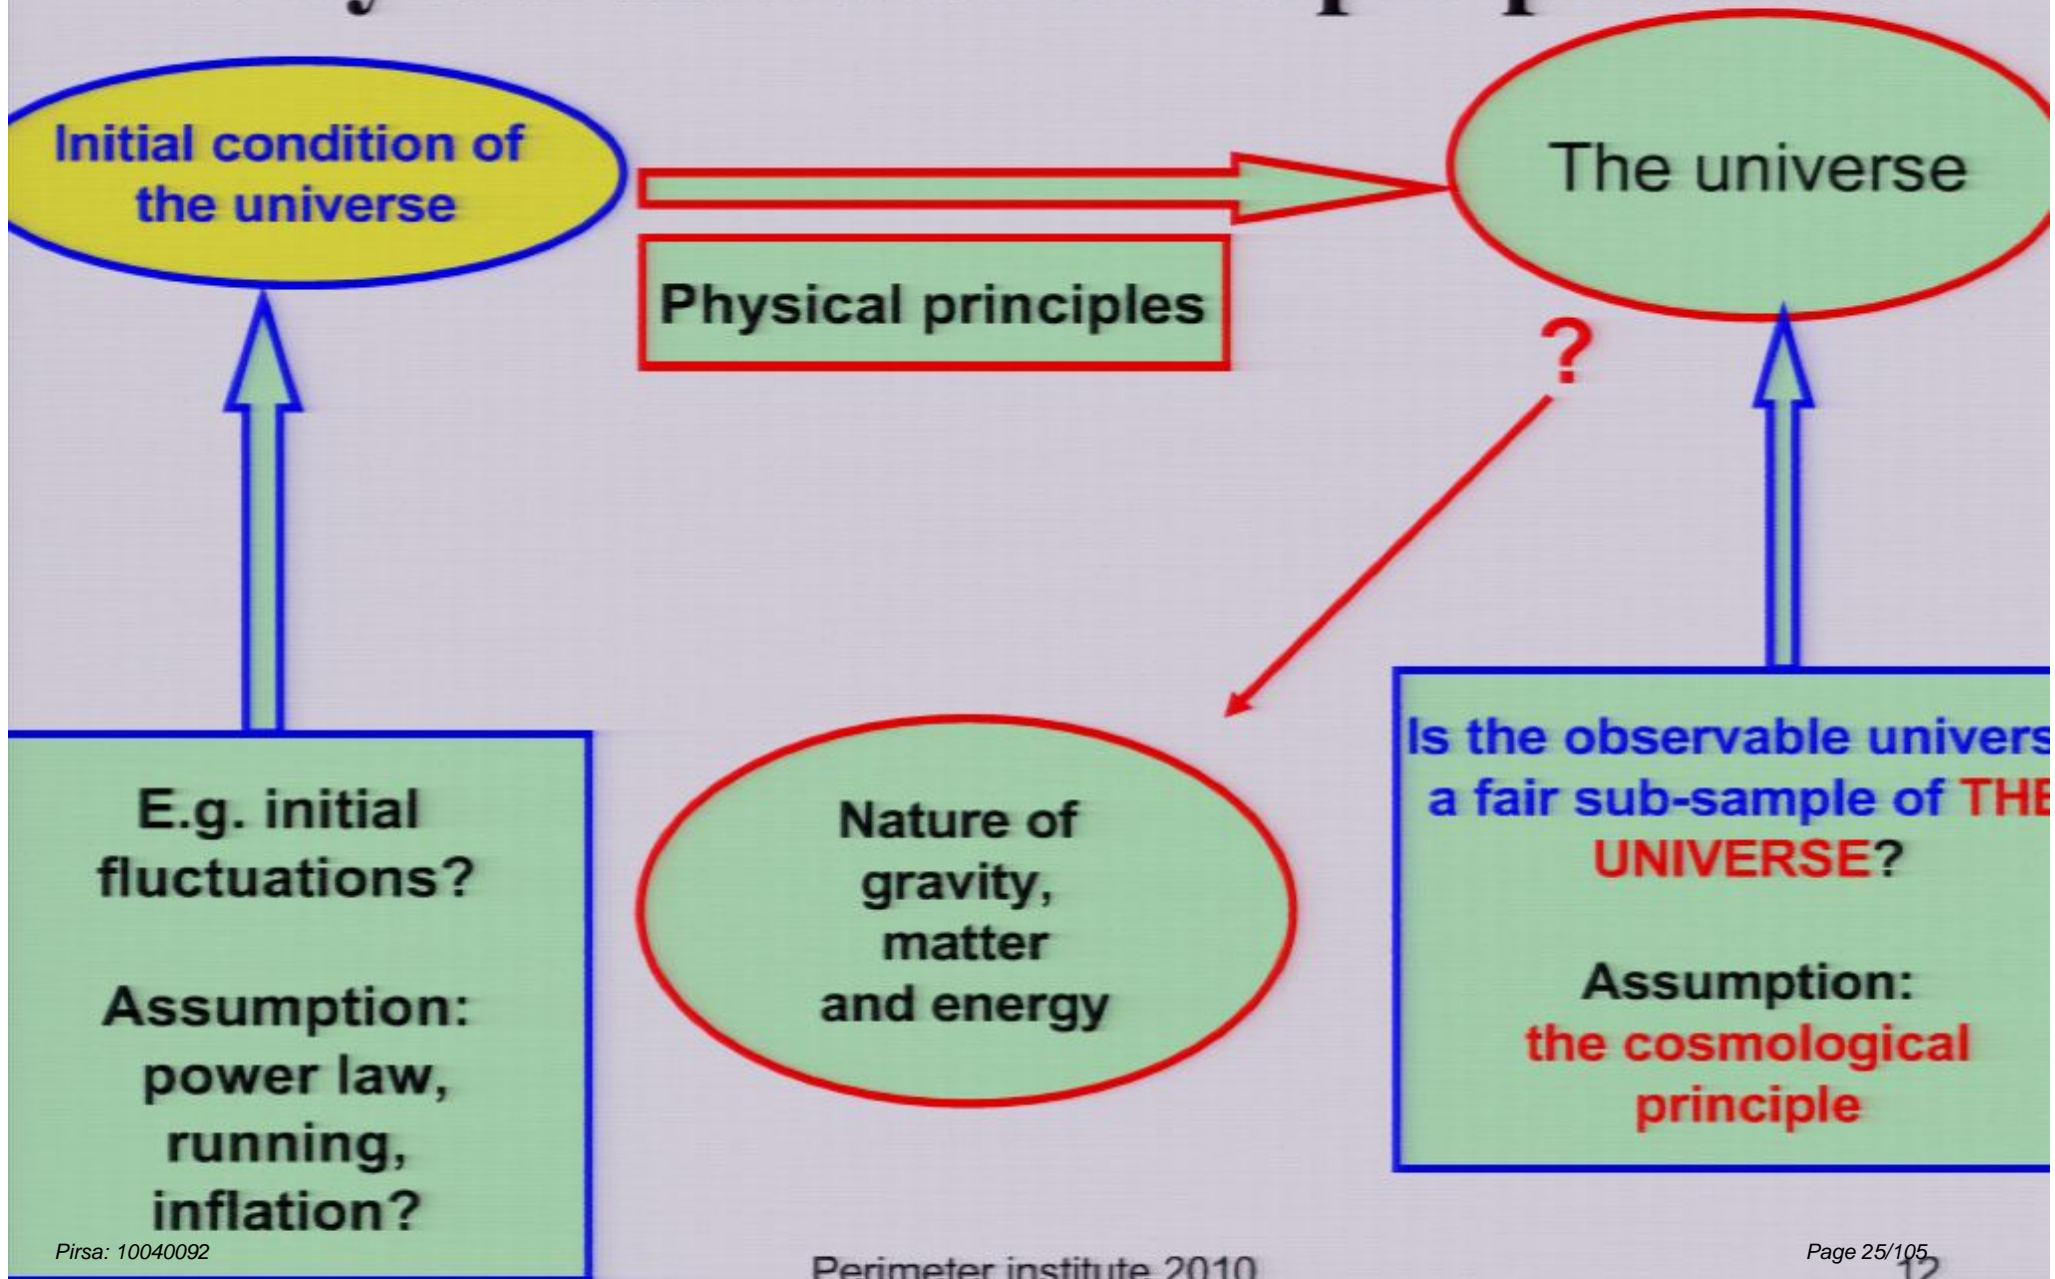 Initial condition of
the universe
The universe
Physical principles
?
E.g. initial
fluctuations?
Assumption:
power law,
running,
inflation?
Nature of
gravity,
matter
and energy
Is the observable univers
a fair sub-sample of THE
UNIVERSE?
Assumption:
the cosmological
principle
Pirsa: 10040092
Perimeter institute 2010
Page 25/105
12